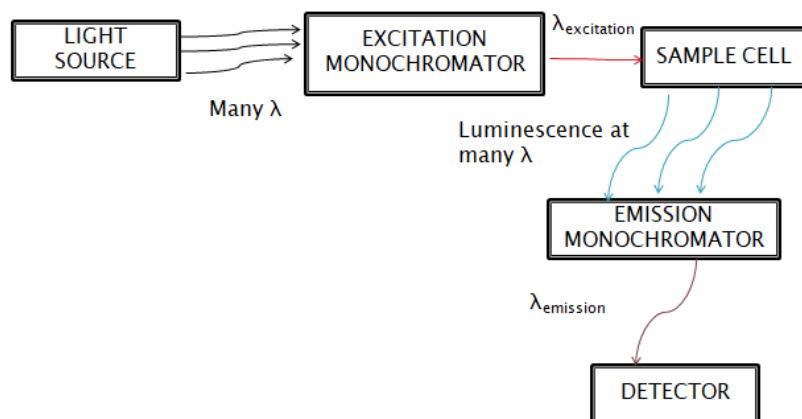 LIGHT
SOURCE
Many λ
EXCITATION
MONOCHROMATOR
λexcitation
SAMPLE CELL
Luminescence at
many λ
EMISSION
MONOCHROMATOR
λemission
DETECTOR